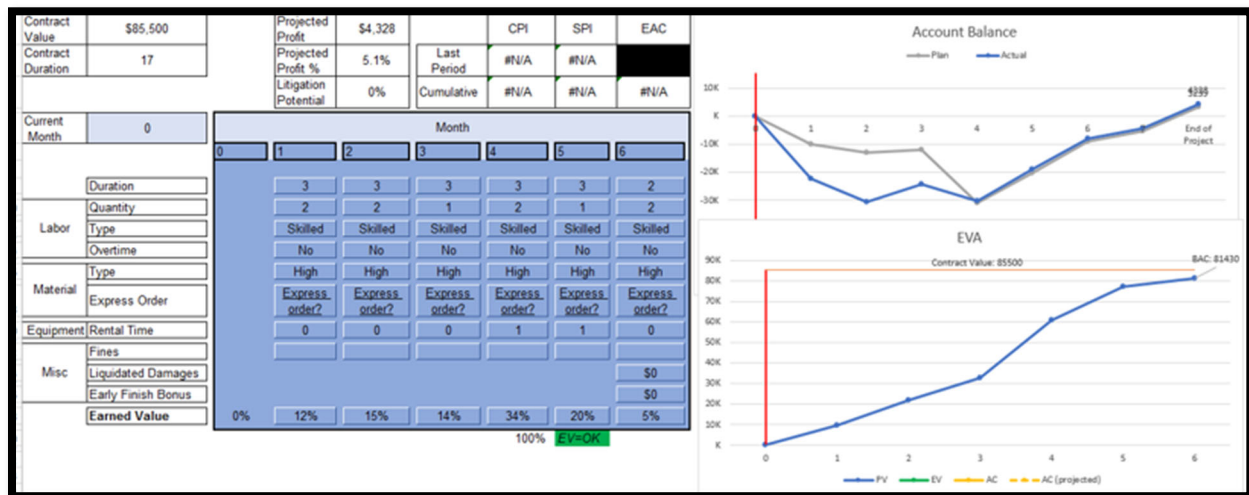 Contract Value $85,500 Projected Profit $4,328 CPI SPI EAC
Contract Duration 17 Projected Profit % 5.1% Last Period #N/A #N/A
Litigation Potential 0% Cumulative #N/A #N/A #N/A
Current Month 0 Month
0 1 2 3 4 5 6
Duration 3 3 3 3 3 2
Labor
Quantity 2 2 1 2 1 2
Type Skilled Skilled Skilled Skilled Skilled Skilled
Overtime No No No No No No
Material
Type High High High High High High
Express Order Express order? Express order? Express order? Express order? Express order? Express order?
Equipment Rental Time 0 0 0 1 1 0
Misc
Fines
Liquidated Damages $0
Early Finish Bonus $0
Earned Value 0% 12% 15% 14% 34% 20% 5%
100% EV=OK
Account Balance
Plan Actual
10K
K
-10K
-20K
-30K
0 1 2 3 4 5 6 End of Project
EVA
Contract Value: 85500
BAC: 81430
90K
80K
70K
60K
50K
40K
30K
20K
10K
K
0 1 2 3 4 5 6
PV EV AC AC (projected)